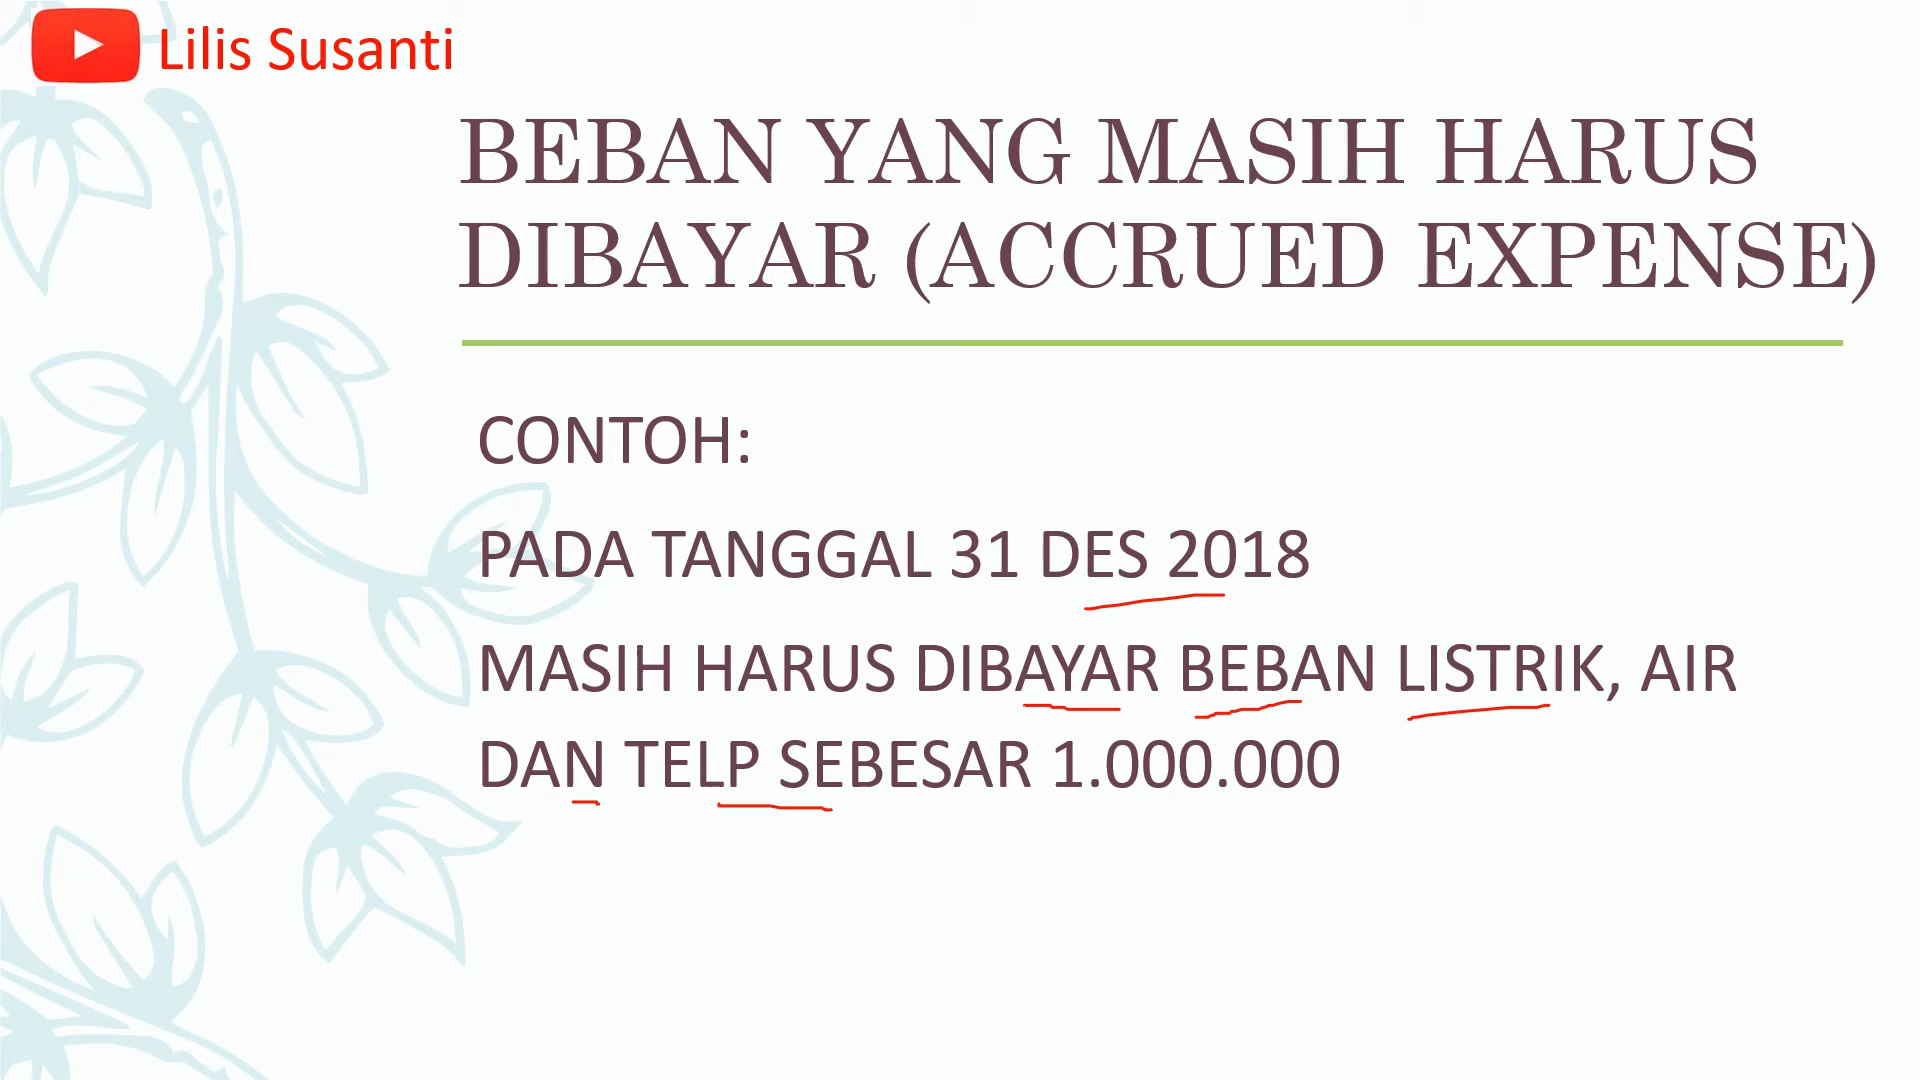 Lilis Susanti
BEBAN YANG MASIH HARUS
DIBAYAR (ACCRUED EXPENSE)
CONTOH:
PADA TANGGAL 31 DES 2018
MASIH HARUS DIBAYAR BEBAN LISTRIK, AIR
DAN TELP SEBESAR 1.000.000